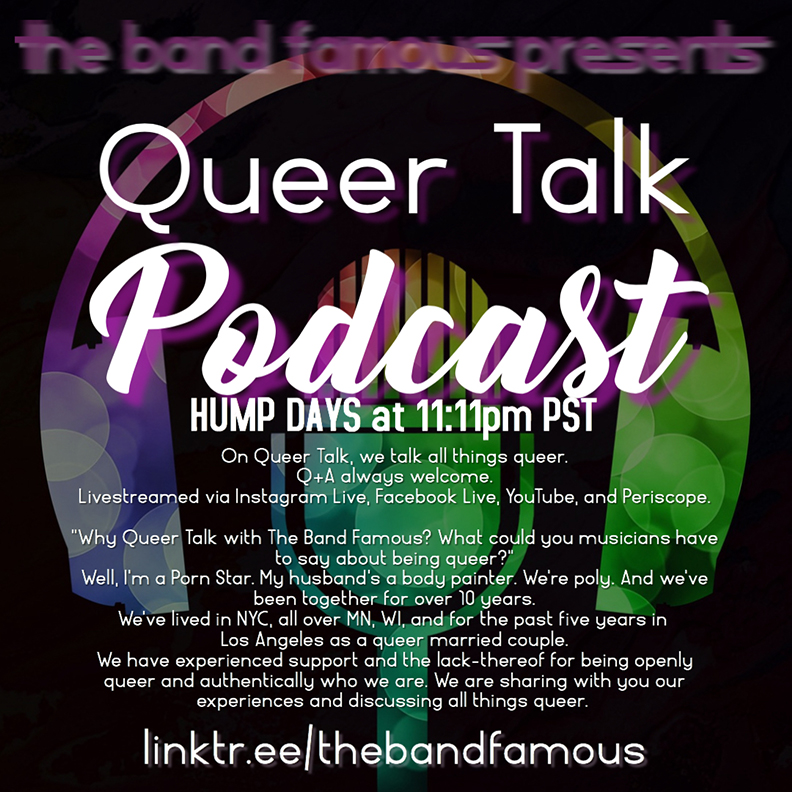 the band famous presents
Queer Talk
Podcast
HUMP DAYS at 11:11pm PST
On Queer Talk, we talk all things queer.
Q+A always welcome.
Livestreamed via Instagram Live, Facebook Live, YouTube, and Periscope.
"Why Queer Talk with The Band Famous? What could you musicians have
to say about being queer?"
Well, I'm a Porn Star. My husband's a body painter. We're poly. And we've
been together for over 10 years.
We've lived in NYC, all over MN, WI, and for the past five years in
Los Angeles as a queer married couple.
We have experienced support and the lack-thereof for being openly
queer and authentically who we are. We are sharing with you our
experiences and discussing all things queer.
linktr.ee/thebandfamous